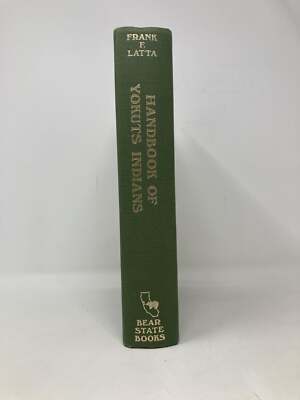 FRANK
F.
LATTA
HANDBOOK OF
YOKUTS INDIANS
BEAR
STATE
BOOKS